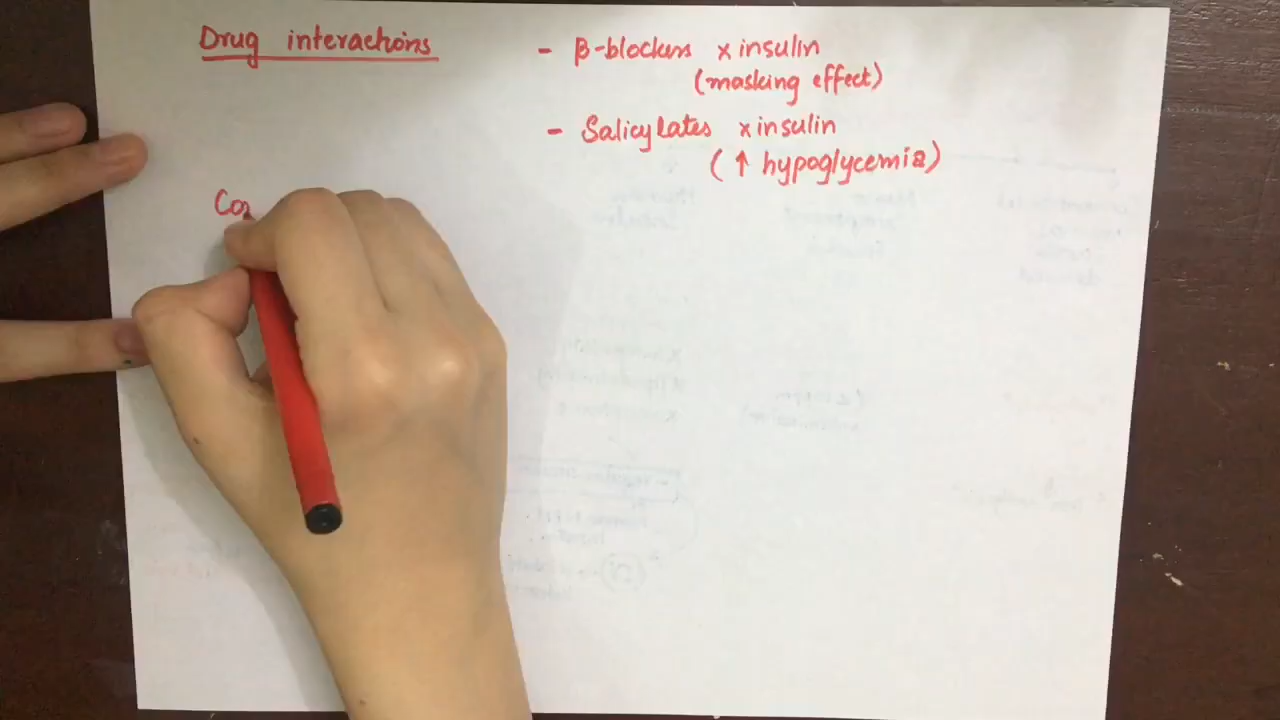 Drug interactions
- β-blockers x insulin
(masking effect)
- Salicylates x insulin
(↑ hypoglycemia)
Co